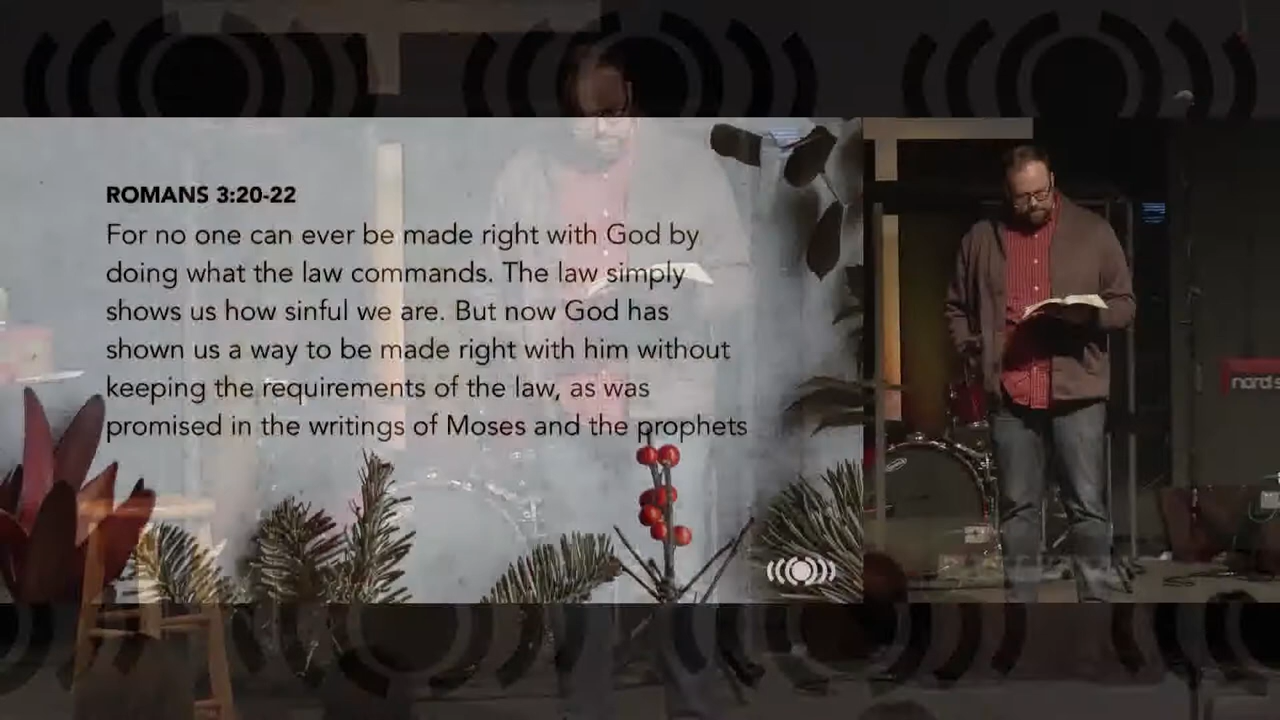 ROMANS 3:20-22
For no one can ever be made right with God by
doing what the law commands. The law simply
shows us how sinful we are. But now God has
shown us a way to be made right with him without
keeping the requirements of the law, as was
promised in the writings of Moses and the prophets
nord